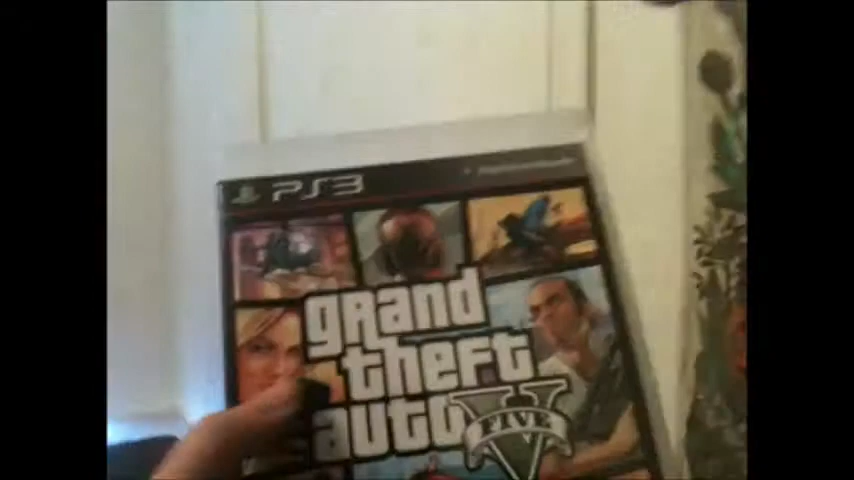 PS3
grand
theft
auto
V
FIVE